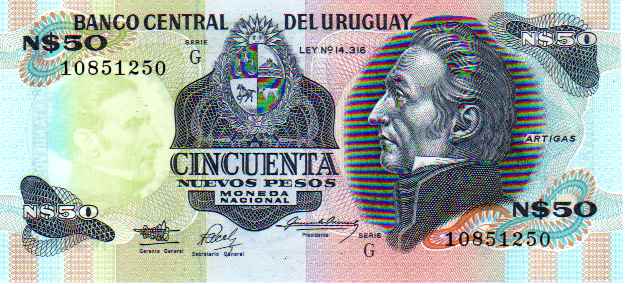 BANCO CENTRAL DEL URUGUAY
N$50
N$50
SERIE
G
LEY Nº 14.316
10851250
ARTIGAS
CINCUENTA
NUEVOS PESOS
MONEDA
NACIONAL
N$50
N$50
Gerente General
Secretario General
Presidente
SERIE
G
10851250